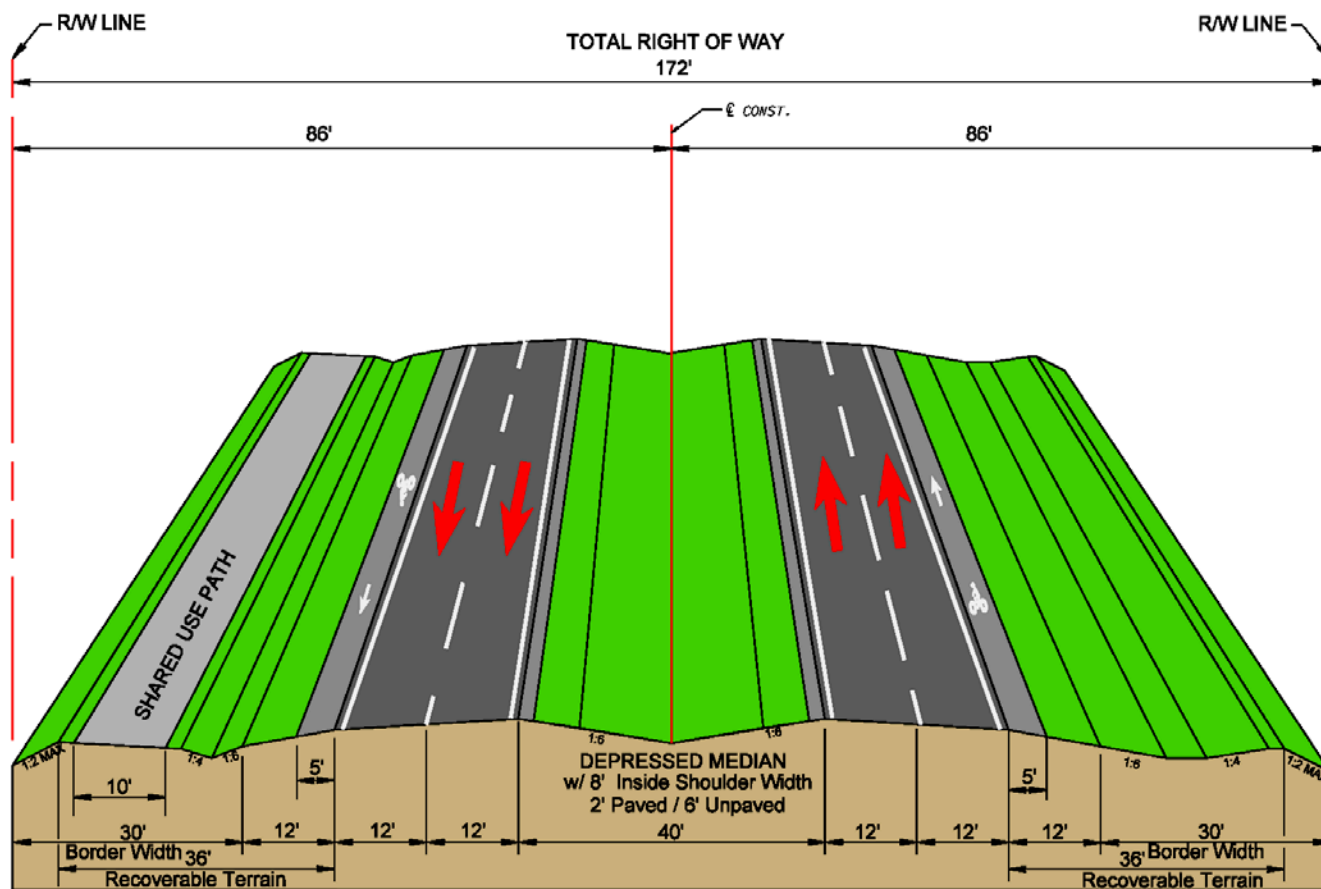 R/W LINE
R/W LINE
TOTAL RIGHT OF WAY
172'
℄ CONST.
86'
86'
SHARED USE PATH
1:2 MAX
1:4
1:6
1:6
1:6
1:6
1:4
1:2 MAX
DEPRESSED MEDIAN
w/ 8' Inside Shoulder Width
2' Paved / 6' Unpaved
10'
5'
5'
30'
12'
12'
12'
40'
12'
12'
12'
30'
Border Width
36'
Recoverable Terrain
36'
Border Width
Recoverable Terrain